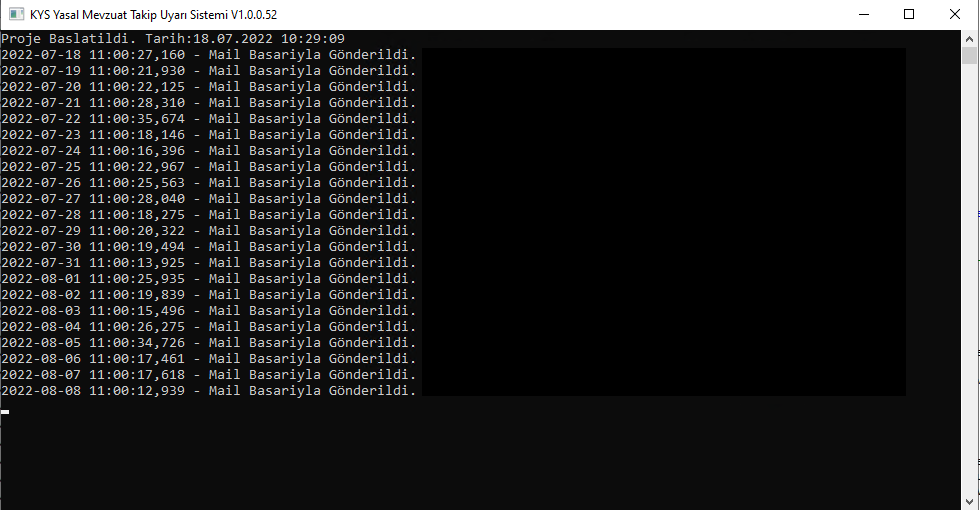 KYS Yasal Mevzuat Takip Uyarı Sistemi V1.0.0.52
Proje Baslatildi. Tarih:18.07.2022 10:29:09
2022-07-18 11:00:27,160 - Mail Basariyla Gönderildi.
2022-07-19 11:00:21,930 - Mail Basariyla Gönderildi.
2022-07-20 11:00:22,125 - Mail Basariyla Gönderildi.
2022-07-21 11:00:28,310 - Mail Basariyla Gönderildi.
2022-07-22 11:00:35,674 - Mail Basariyla Gönderildi.
2022-07-23 11:00:18,146 - Mail Basariyla Gönderildi.
2022-07-24 11:00:16,396 - Mail Basariyla Gönderildi.
2022-07-25 11:00:22,967 - Mail Basariyla Gönderildi.
2022-07-26 11:00:25,563 - Mail Basariyla Gönderildi.
2022-07-27 11:00:28,040 - Mail Basariyla Gönderildi.
2022-07-28 11:00:18,275 - Mail Basariyla Gönderildi.
2022-07-29 11:00:20,322 - Mail Basariyla Gönderildi.
2022-07-30 11:00:19,494 - Mail Basariyla Gönderildi.
2022-07-31 11:00:13,925 - Mail Basariyla Gönderildi.
2022-08-01 11:00:25,935 - Mail Basariyla Gönderildi.
2022-08-02 11:00:19,839 - Mail Basariyla Gönderildi.
2022-08-03 11:00:15,496 - Mail Basariyla Gönderildi.
2022-08-04 11:00:26,275 - Mail Basariyla Gönderildi.
2022-08-05 11:00:34,726 - Mail Basariyla Gönderildi.
2022-08-06 11:00:17,461 - Mail Basariyla Gönderildi.
2022-08-07 11:00:17,618 - Mail Basariyla Gönderildi.
2022-08-08 11:00:12,939 - Mail Basariyla Gönderildi.